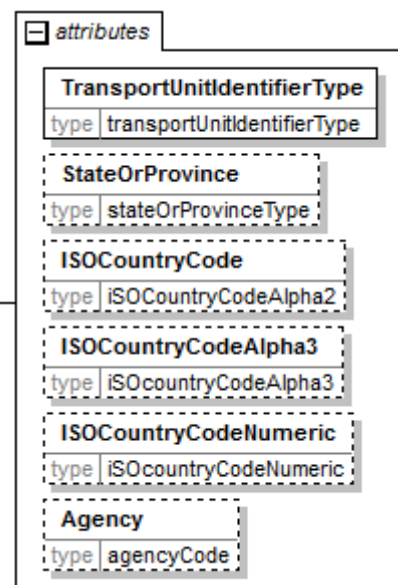 attributes
TransportUnitIdentifierType
type transportUnitIdentifierType
StateOrProvince
type stateOrProvinceType
ISOCountryCode
type iSOCountryCodeAlpha2
ISOCountryCodeAlpha3
type iSOcountryCodeAlpha3
ISOCountryCodeNumeric
type iSOcountryCodeNumeric
Agency
type agencyCode